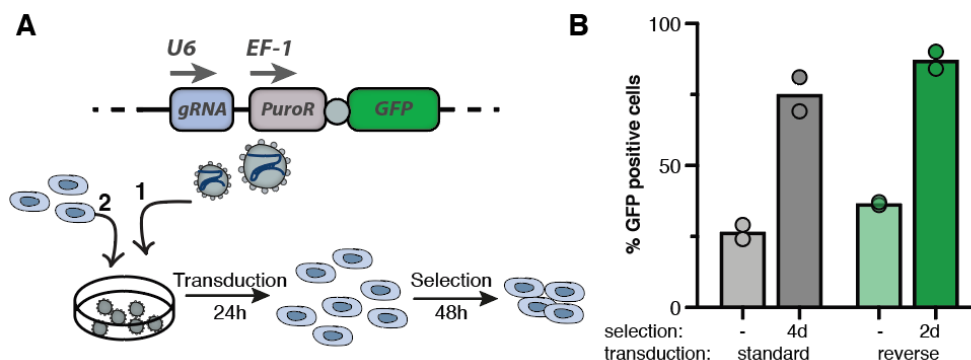 A
U6 EF-1
gRNA PuroR GFP
2 1
Transduction
24h
Selection
48h
B
% GFP positive cells
100
50
0
selection: - 4d - 2d
transduction: standard reverse